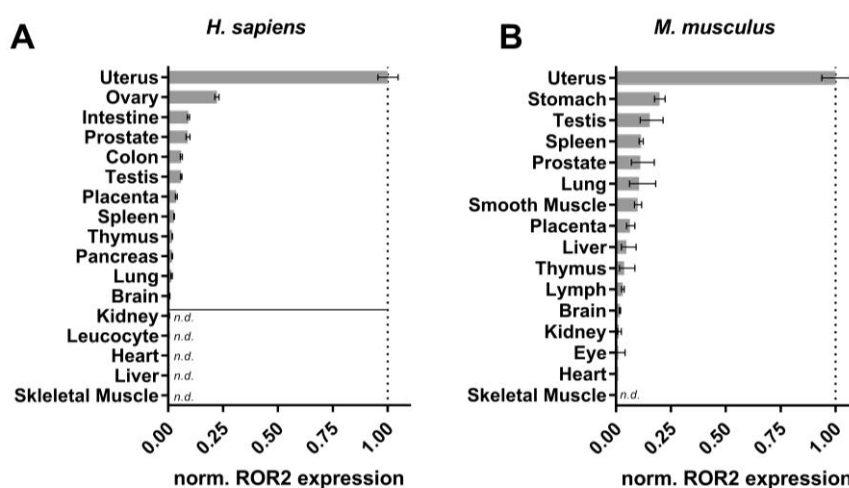 A
H. sapiens
Uterus
Ovary
Intestine
Prostate
Colon
Testis
Placenta
Spleen
Thymus
Pancreas
Lung
Brain
Kidney n.d.
Leucocyte n.d.
Heart n.d.
Liver n.d.
Skleletal Muscle n.d.
0.00 0.25 0.50 0.75 1.00
norm. ROR2 expression
B
M. musculus
Uterus
Stomach
Testis
Spleen
Prostate
Lung
Smooth Muscle
Placenta
Liver
Thymus
Lymph
Brain
Kidney
Eye
Heart
Skeletal Muscle n.d.
0.00 0.25 0.50 0.75 1.00
norm. ROR2 expression